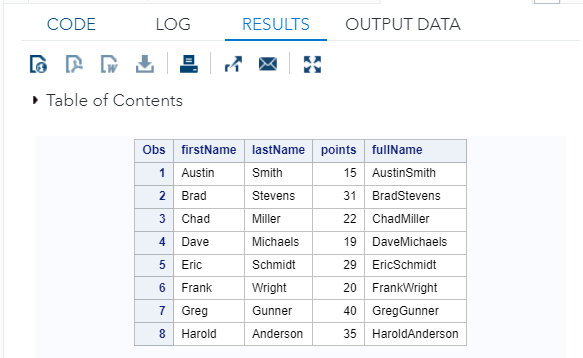 CODE LOG RESULTS OUTPUT DATA
Table of Contents
Obs firstName lastName points fullName
1 Austin Smith 15 AustinSmith
2 Brad Stevens 31 BradStevens
3 Chad Miller 22 ChadMiller
4 Dave Michaels 19 DaveMichaels
5 Eric Schmidt 29 EricSchmidt
6 Frank Wright 20 FrankWright
7 Greg Gunner 40 GregGunner
8 Harold Anderson 35 HaroldAnderson